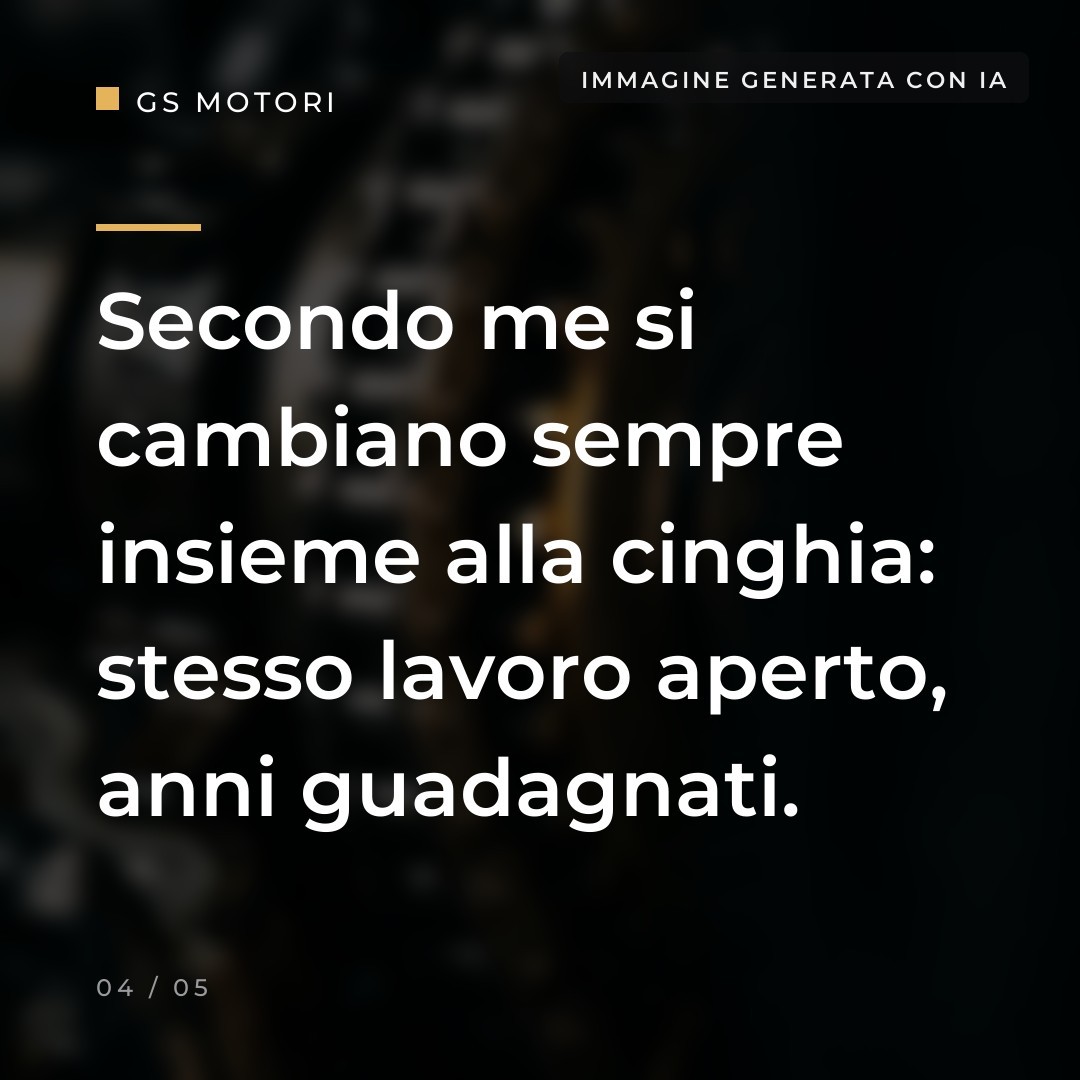 IMMAGINE GENERATA CON IA
GS MOTORI
Secondo me si
cambiano sempre
insieme alla cinghia:
stesso lavoro aperto,
anni guadagnati.
04 / 05